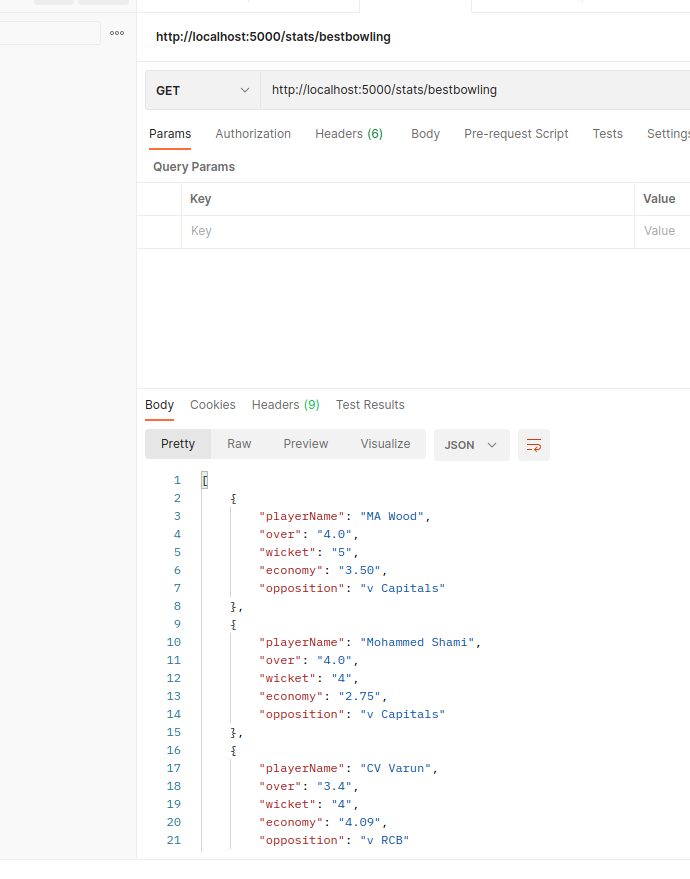 http://localhost:5000/stats/bestbowling
GET http://localhost:5000/stats/bestbowling
Params Authorization Headers (6) Body Pre-request Script Tests Settings
Query Params
Key Value
Key Value
Body Cookies Headers (9) Test Results
Pretty Raw Preview Visualize JSON
1 [
2 {
3 "playerName": "MA Wood",
4 "over": "4.0",
5 "wicket": "5",
6 "economy": "3.50",
7 "opposition": "v Capitals"
8 },
9 {
10 "playerName": "Mohammed Shami",
11 "over": "4.0",
12 "wicket": "4",
13 "economy": "2.75",
14 "opposition": "v Capitals"
15 },
16 {
17 "playerName": "CV Varun",
18 "over": "3.4",
19 "wicket": "4",
20 "economy": "4.09",
21 "opposition": "v RCB"